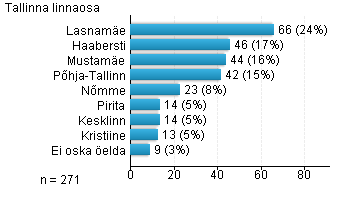 Tallinna linnaosa
Lasnamäe 66 (24%)
Haabersti 46 (17%)
Mustamäe 44 (16%)
Põhja-Tallinn 42 (15%)
Nõmme 23 (8%)
Pirita 14 (5%)
Kesklinn 14 (5%)
Kristiine 13 (5%)
Ei oska öelda 9 (3%)
0 20 40 60 80
n = 271